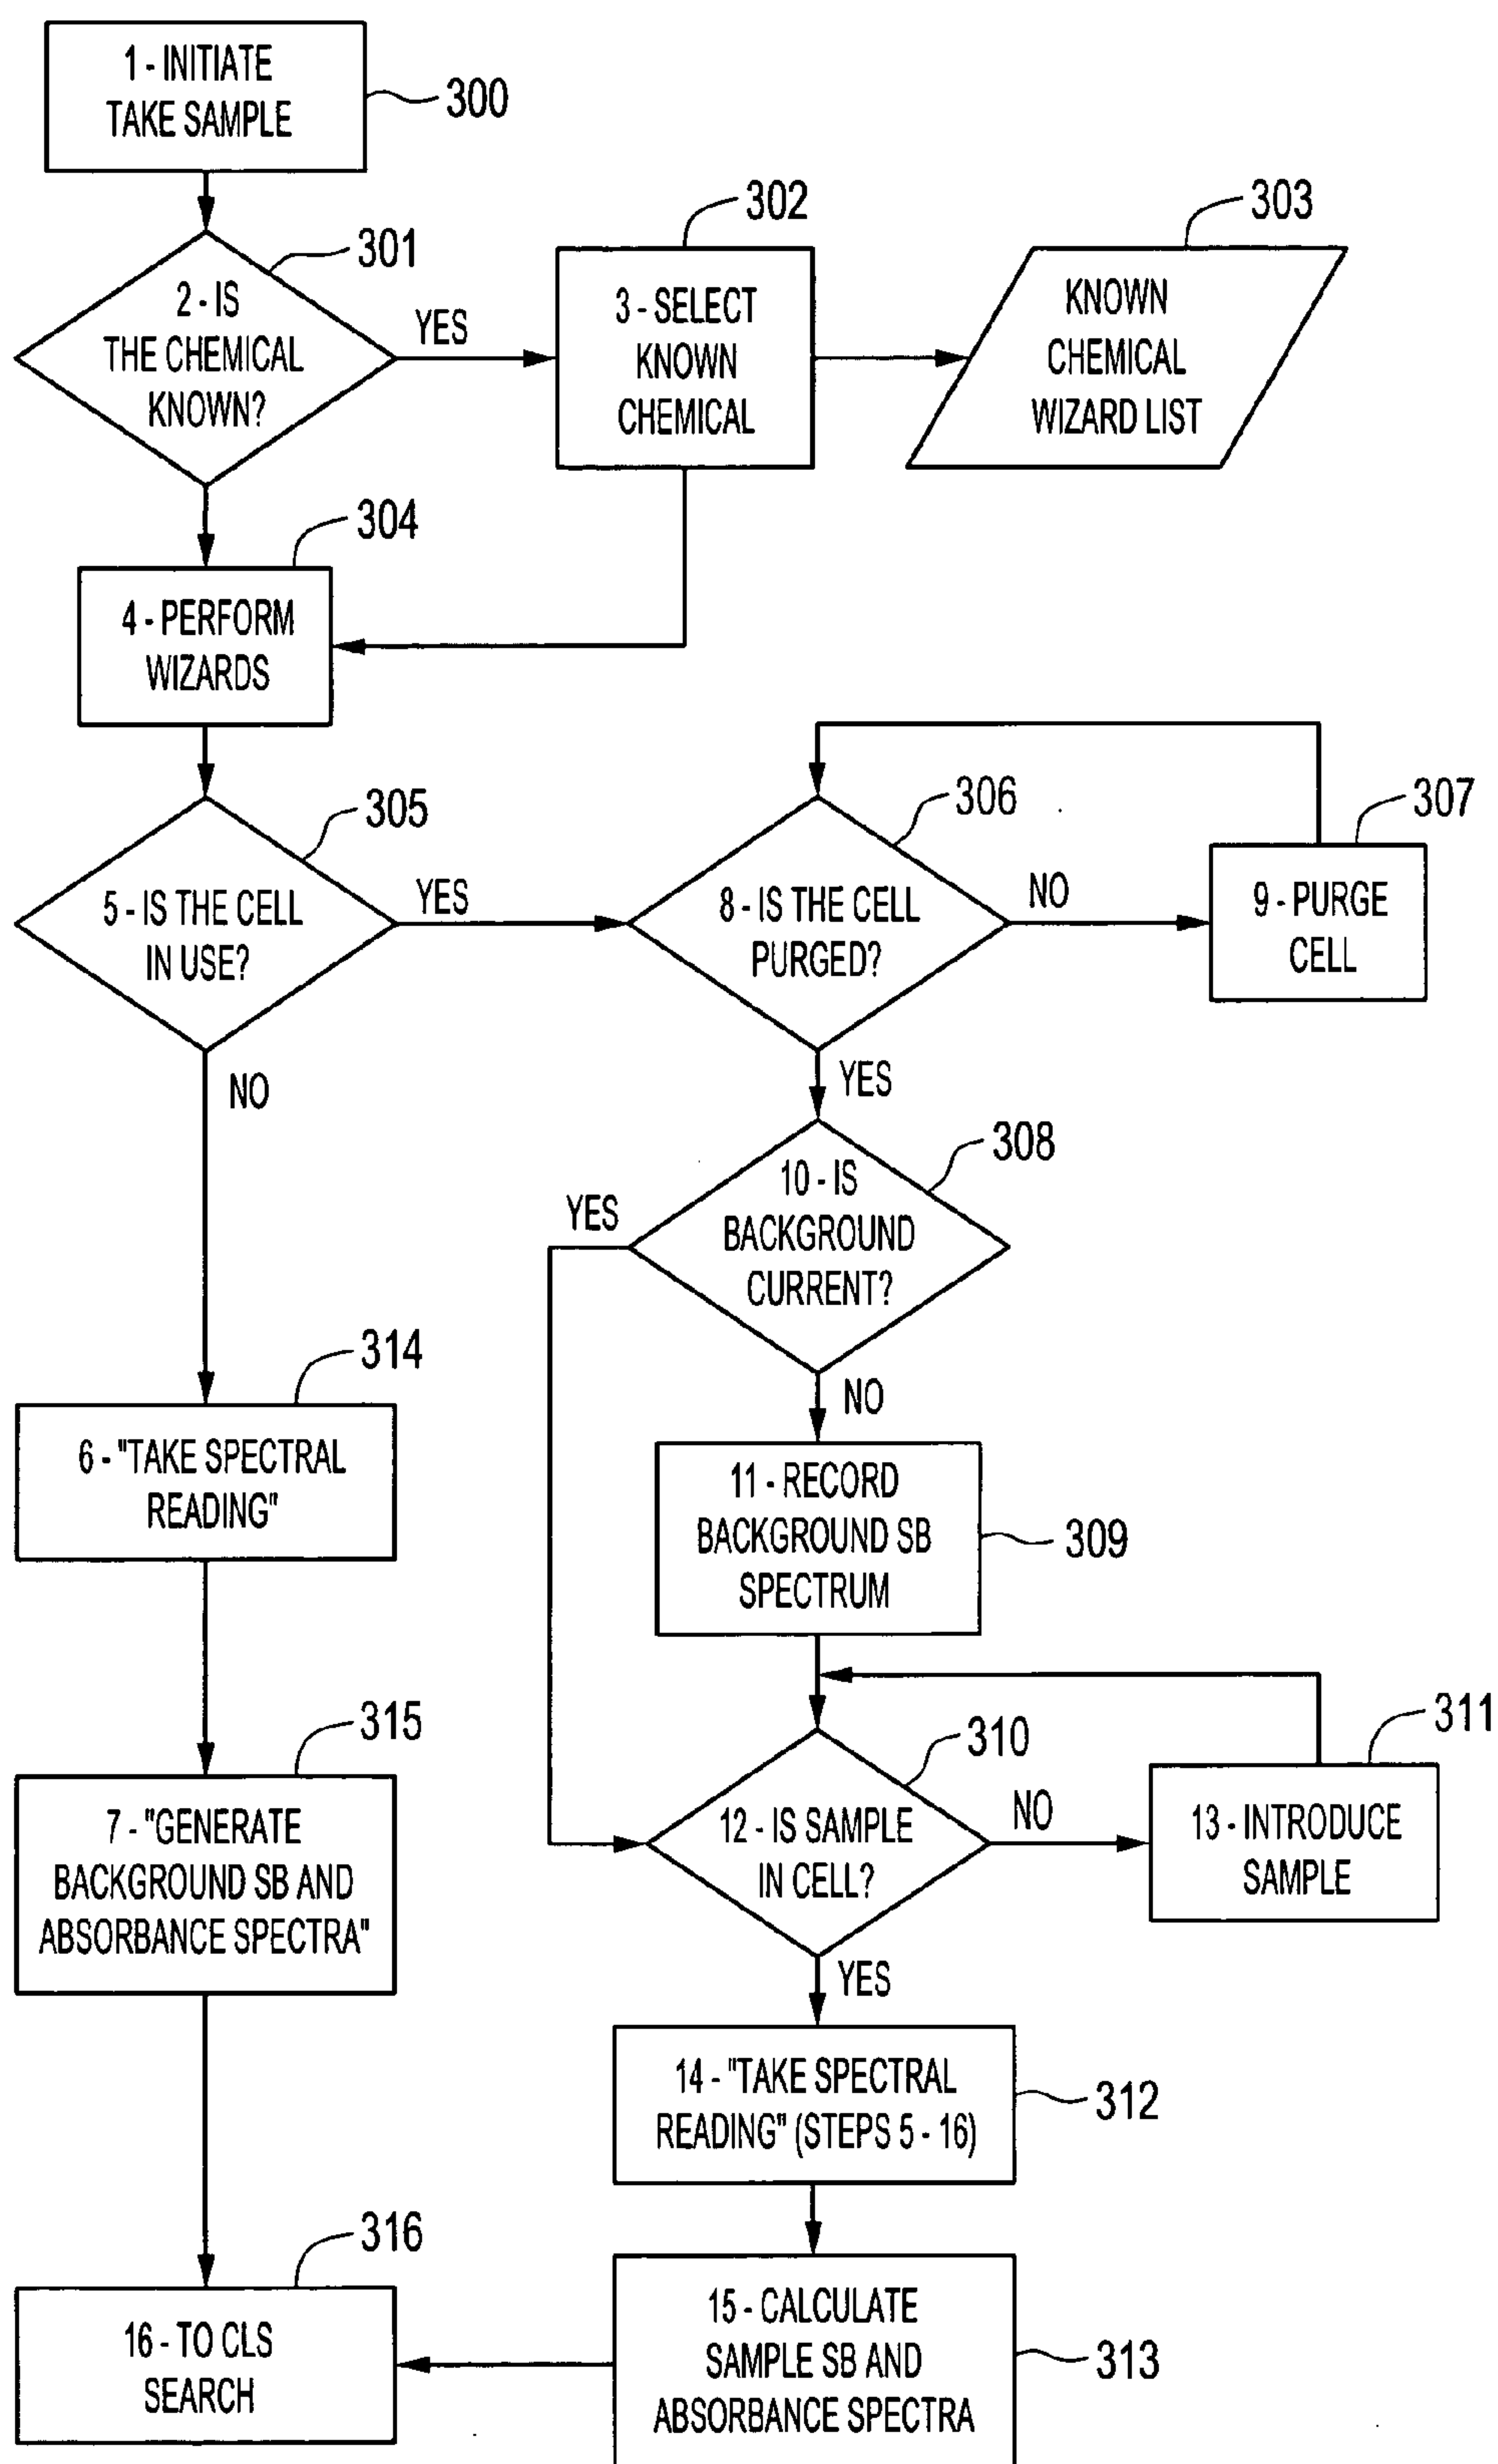 1 - INITIATE
TAKE SAMPLE
300
2 - IS
THE CHEMICAL
KNOWN?
301
YES
3 - SELECT
KNOWN
CHEMICAL
302
KNOWN
CHEMICAL
WIZARD LIST
303
4 - PERFORM
WIZARDS
304
5 - IS THE CELL
IN USE?
305
YES
NO
8 - IS THE CELL
PURGED?
306
NO
YES
9 - PURGE
CELL
307
10 - IS
BACKGROUND
CURRENT?
308
YES
NO
11 - RECORD
BACKGROUND SB
SPECTRUM
309
12 - IS SAMPLE
IN CELL?
310
NO
YES
13 - INTRODUCE
SAMPLE
311
14 - "TAKE SPECTRAL
READING" (STEPS 5 - 16)
312
15 - CALCULATE
SAMPLE SB AND
ABSORBANCE SPECTRA
313
6 - "TAKE SPECTRAL
READING"
314
7 - "GENERATE
BACKGROUND SB AND
ABSORBANCE SPECTRA"
315
16 - TO CLS
SEARCH
316